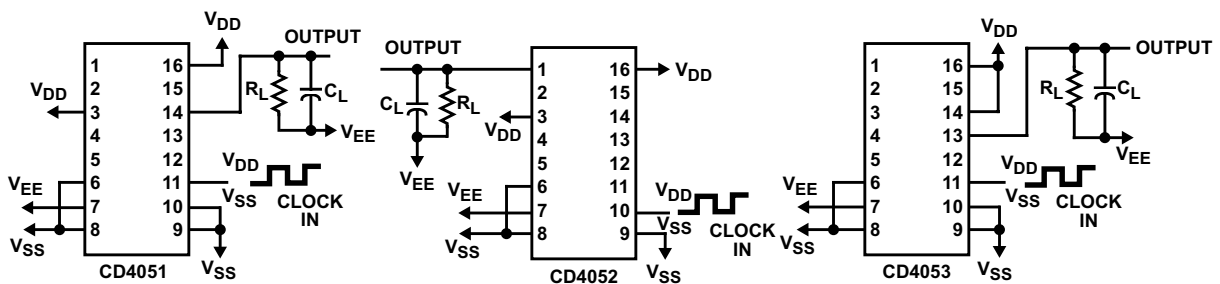 VDD
OUTPUT
1 16
2 15
VDD 3 14
4 13
5 12
6 11
VEE 7 10
VSS 8 9
RL CL
VEE
VDD
VSS
CLOCK
IN
VSS
CD4051
OUTPUT
1 16 VDD
2 15
CL RL
VDD 3 14
4 13
5 12
VEE
6 11
VEE 7 10
VSS 8 9
VDD
VSS
CLOCK
IN
VSS
CD4052
VDD
OUTPUT
1 16
2 15
3 14
4 13
5 12
6 11
VEE 7 10
VSS 8 9
RL CL
VEE
VDD
VSS
CLOCK
IN
VSS
CD4053